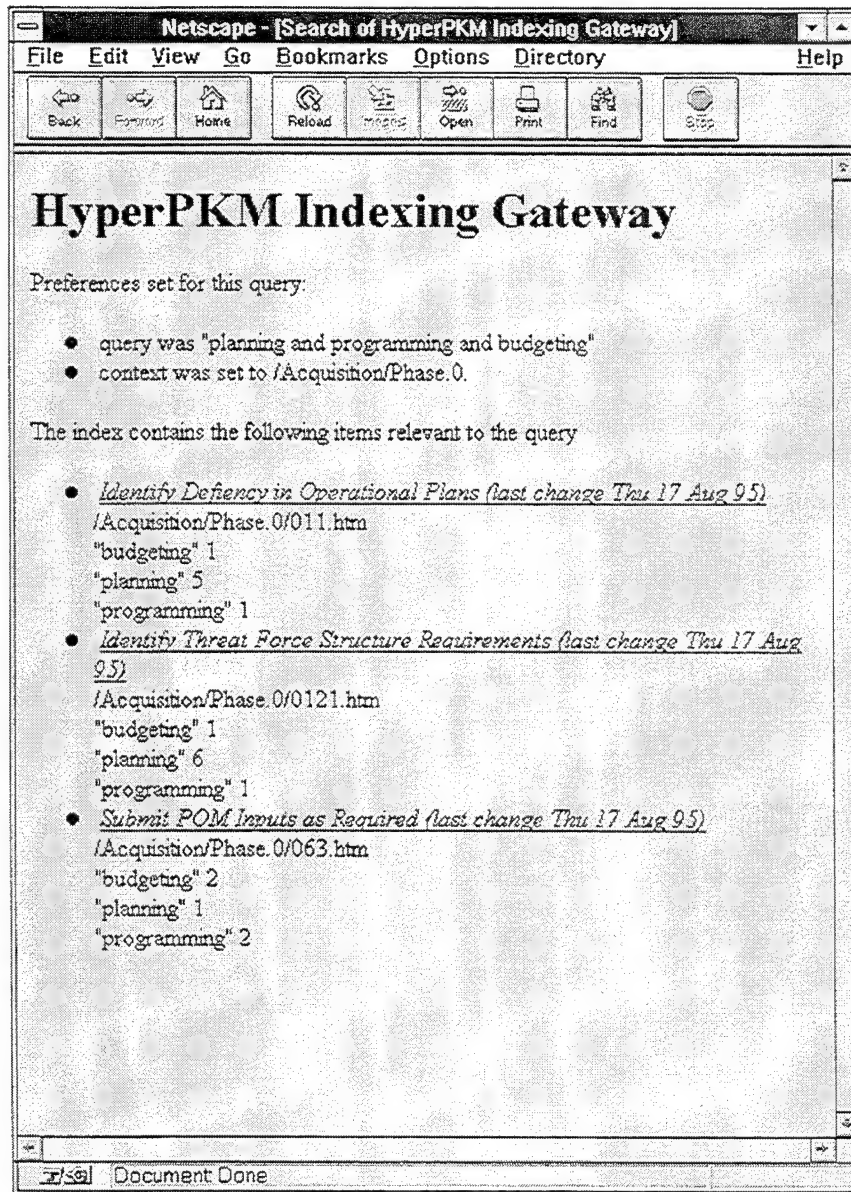 Netscape - [Search of HyperPKM Indexing Gateway]
File Edit View Go Bookmarks Options Directory Help
Back Forward Home Reload Images Open Print Find Stop
HyperPKM Indexing Gateway
Preferences set for this query:
● query was "planning and programming and budgeting"
● context was set to /Acquisition/Phase.0.
The index contains the following items relevant to the query
● Identify Defiency in Operational Plans (last change Thu 17 Aug 95)
/Acquisition/Phase.0/011.htm
"budgeting" 1
"planning" 5
"programming" 1
● Identify Threat Force Structure Requirements (last change Thu 17 Aug
95)
/Acquisition/Phase.0/0121.htm
"budgeting" 1
"planning" 6
"programming" 1
● Submit POM Inputs as Required (last change Thu 17 Aug 95)
/Acquisition/Phase.0/063.htm
"budgeting" 2
"planning" 1
"programming" 2
Document Done